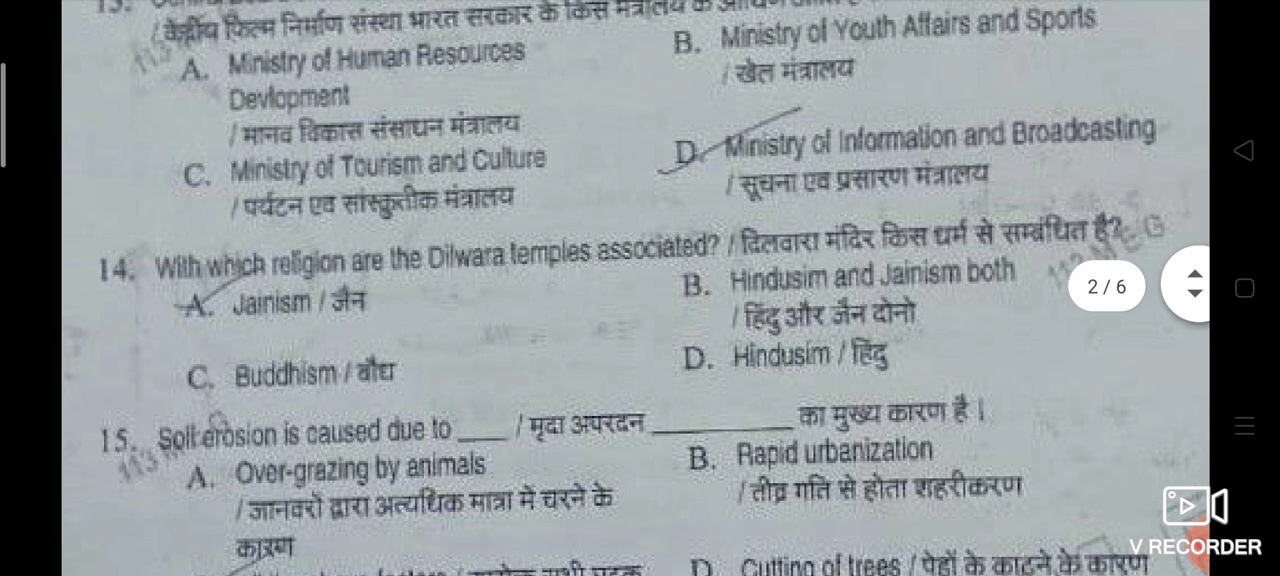 केंद्रीय फिल्म निर्माण संस्था भारत सरकार के किस मंत्रालय के
A. Ministry of Human Resources Devlopment
/ मानव विकास संसाधन मंत्रालय
B. Ministry of Youth Affairs and Sports
/ खेल मंत्रालय
C. Ministry of Tourism and Culture
/ पर्यटन एव सांस्कृतीक मंत्रालय
D. Ministry of Information and Broadcasting
/ सूचना एव प्रसारण मंत्रालय
14. With which religion are the Dilwara temples associated? / दिलवारा मंदिर किस धर्म से सम्बंधित है?
A. Jainism / जैन
B. Hindusim and Jainism both
/ हिंदु और जैन दोनो
C. Buddhism / बौध
D. Hindusim / हिंदु
15. Soil erosion is caused due to ____ / मृदा अपरदन __________ का मुख्य कारण है ।
A. Over-grazing by animals
/ जानवरो द्वारा अत्यधिक मात्रा में चरने के
कारण
B. Rapid urbanization
/ तीव्र गति से होता शहरीकरण
D. Cutting of trees / पेड़ों के काटने के कारण
2 / 6
V RECORDER